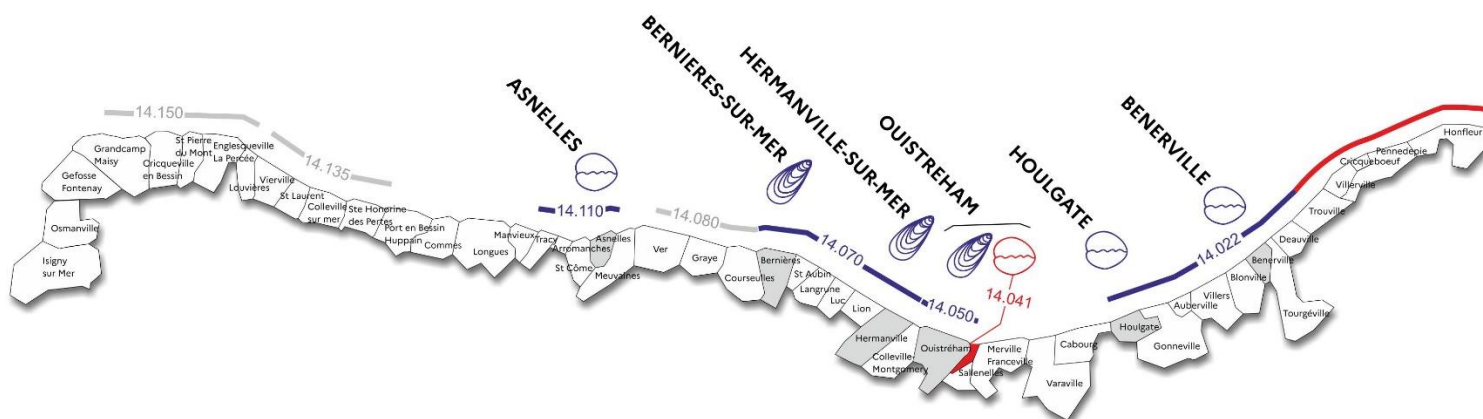 ASNELLES
BERNIERES-SUR-MER
HERMANVILLE-SUR-MER
OUISTREHAM
HOULGATE
BENERVILLE
14.150
14.135
14.110
14.080
14.070
14.050
14.041
14.022
Isigny
sur Mer
Osmanville
Gefosse
Fontenay
Grandcamp
Maisy
Cricqueville
en Bessin
St Pierre
du Mont
Englesqueville
La Percée
Louvières
Vierville
St Laurent
Colleville
sur mer
Ste Honorine
des Pertes
Port en Bessin
Huppain
Commes
Longues
Manvieux
Tracy
Arromanches
St Côme
Asnelles
Meuvaines
Ver
Graye
Courseulles
Bernières
St Aubin
Langrune
Luc
Lion
Hermanville
Colleville-
Montgomery
Ouistréham
Sallenelles
Merville
Franceville
Cabourg
Varaville
Houlgate
Gonneville
Auberville
Villers
Blonville
Benerville
Tourgéville
Deauville
Trouville
Villerville
Cricqueboeuf
Pennedepie
Honfleur